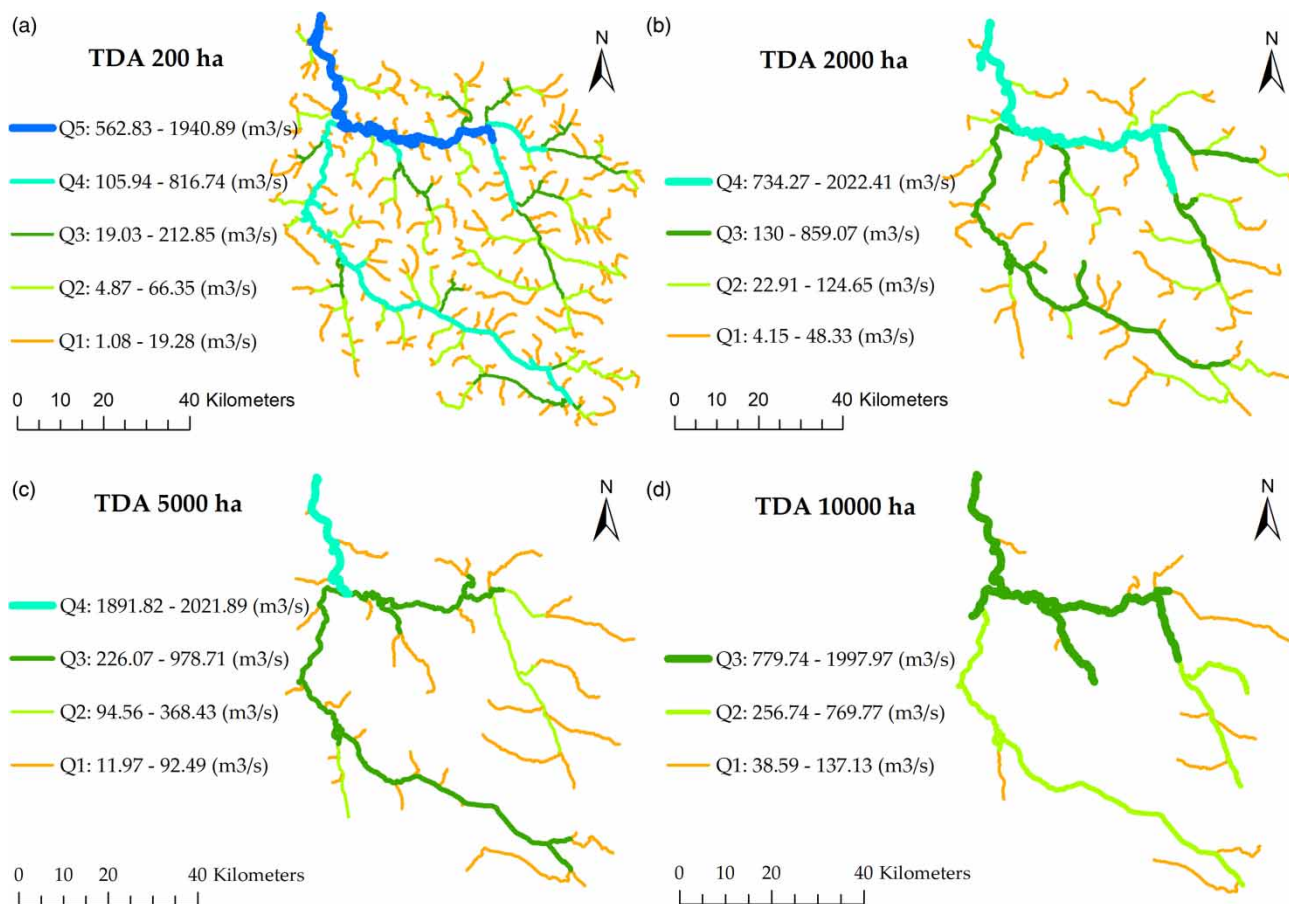 (a)
TDA 200 ha
N
Q5: 562.83 - 1940.89 (m3/s)
Q4: 105.94 - 816.74 (m3/s)
Q3: 19.03 - 212.85 (m3/s)
Q2: 4.87 - 66.35 (m3/s)
Q1: 1.08 - 19.28 (m3/s)
0 10 20 40 Kilometers
(b)
TDA 2000 ha
N
Q4: 734.27 - 2022.41 (m3/s)
Q3: 130 - 859.07 (m3/s)
Q2: 22.91 - 124.65 (m3/s)
Q1: 4.15 - 48.33 (m3/s)
0 10 20 40 Kilometers
(c)
TDA 5000 ha
N
Q4: 1891.82 - 2021.89 (m3/s)
Q3: 226.07 - 978.71 (m3/s)
Q2: 94.56 - 368.43 (m3/s)
Q1: 11.97 - 92.49 (m3/s)
0 10 20 40 Kilometers
(d)
TDA 10000 ha
N
Q3: 779.74 - 1997.97 (m3/s)
Q2: 256.74 - 769.77 (m3/s)
Q1: 38.59 - 137.13 (m3/s)
0 10 20 40 Kilometers